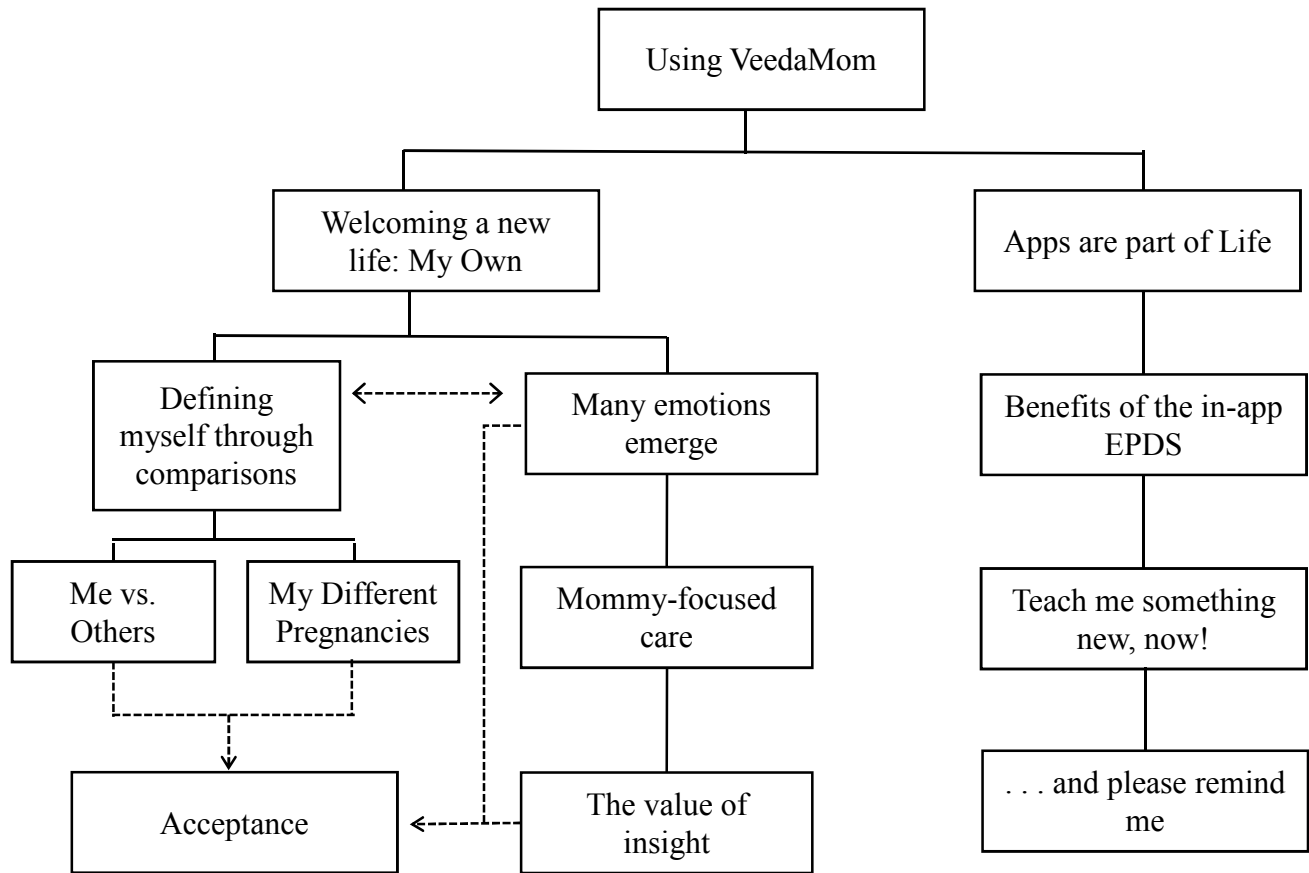 Using VeedaMom
Welcoming a new
life: My Own
Apps are part of Life
Defining
myself through
comparisons
Many emotions
emerge
Benefits of the in-app
EPDS
Me vs.
Others
My Different
Pregnancies
Mommy-focused
care
Teach me something
new, now!
Acceptance
The value of
insight
. . . and please remind
me